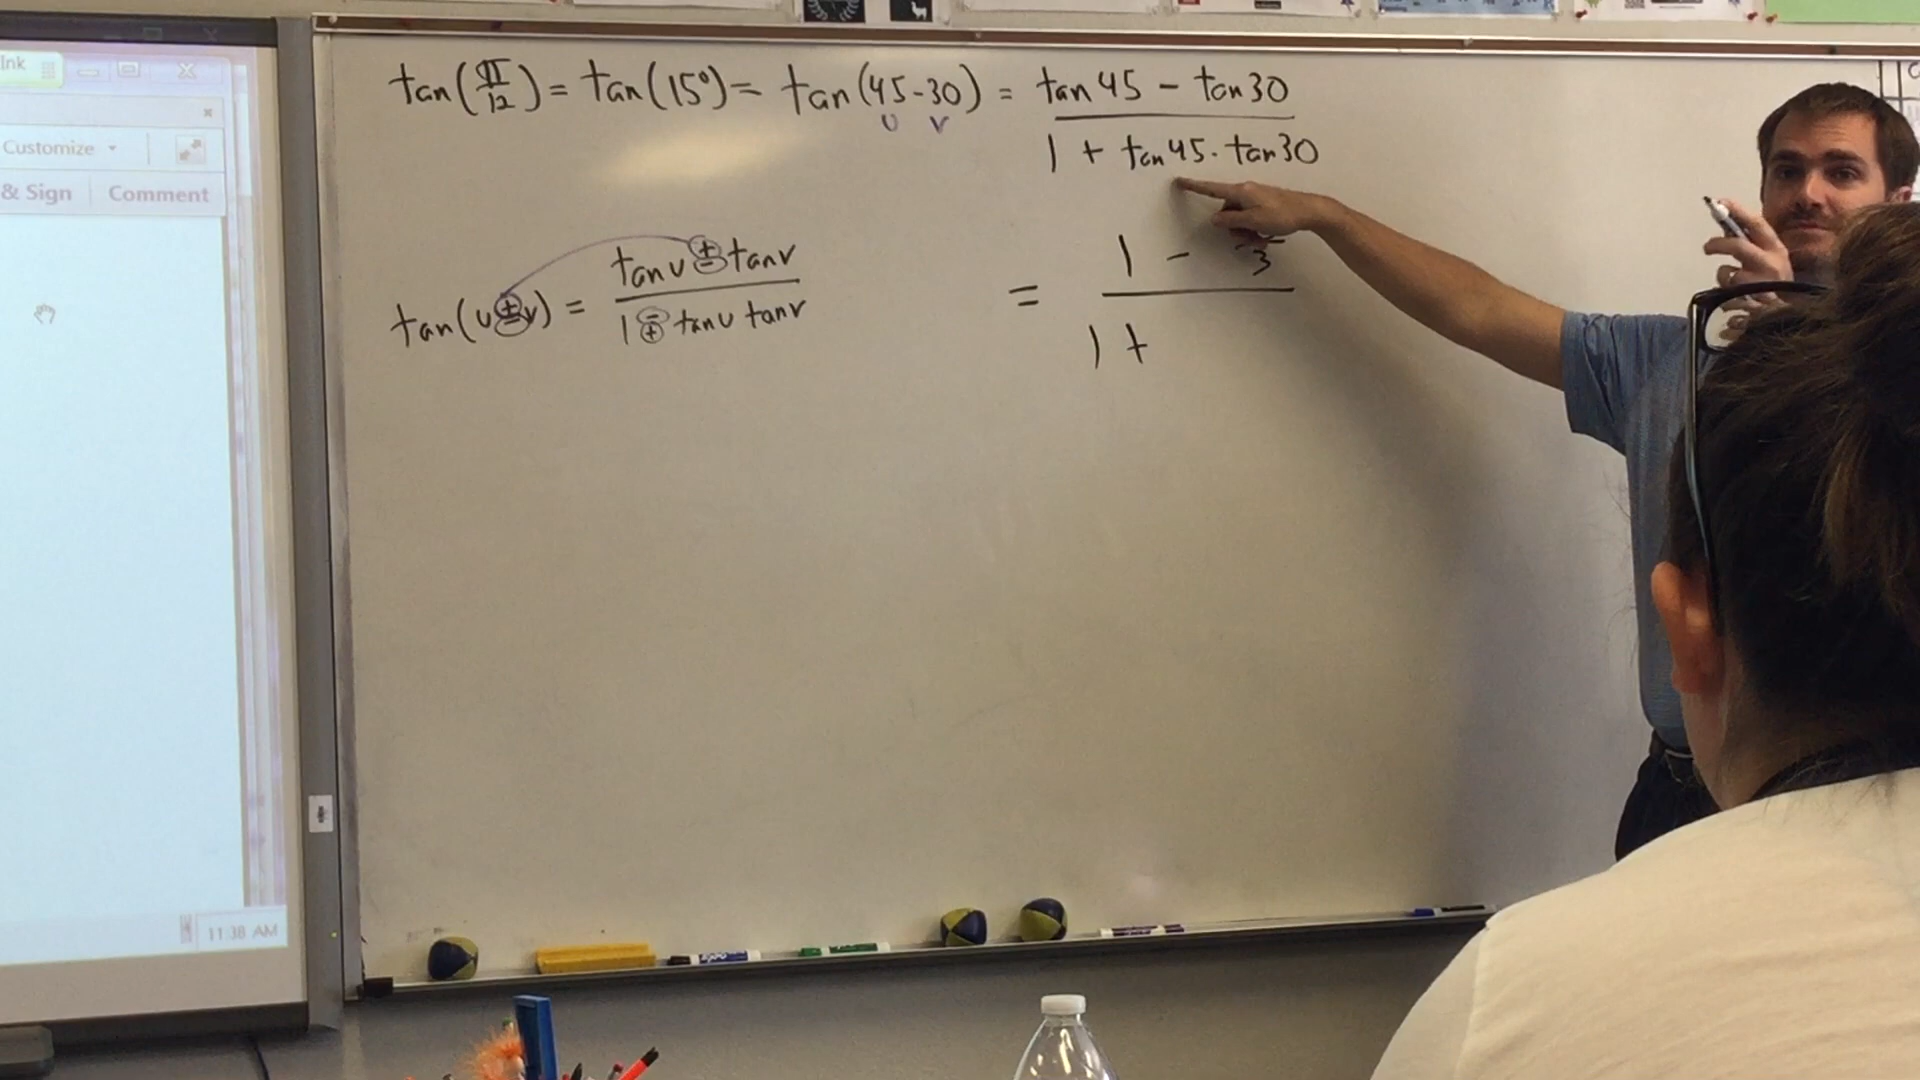 Ink
Customize
& Sign Comment
tan(π/12) = tan(15°) = tan(45-30) = tan45 - tan30 / 1 + tan45·tan30
u v
tan(u±v) = tanu ± tanv / 1 ∓ tanu tanv
= 1 - 3 / 1 +
11:38 AM
expo